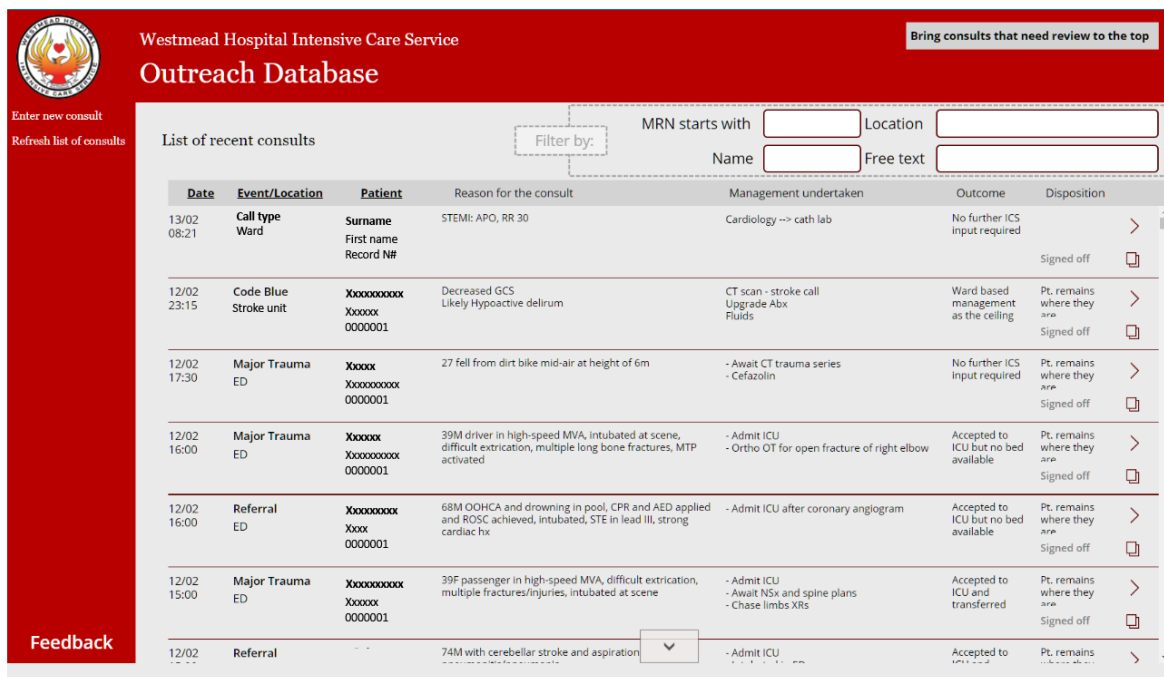 WESTMEAD HOSPITAL
INTENSIVE CARE SERVICE
Westmead Hospital Intensive Care Service
Outreach Database
Bring consults that need review to the top
Enter new consult
Refresh list of consults
List of recent consults
Filter by:
MRN starts with
Location
Name
Free text
Date Event/Location Patient Reason for the consult Management undertaken Outcome Disposition
13/02
08:21
Call type
Ward
Surname
First name
Record N#
STEMI: APO, RR 30
Cardiology --> cath lab
No further ICS
input required
Signed off
12/02
23:15
Code Blue
Stroke unit
Xxxxxxxxxx
Xxxxxx
0000001
Decreased GCS
Likely Hypoactive delirum
CT scan - stroke call
Upgrade Abx
Fluids
Ward based
management
as the ceiling
Pt. remains
where they
are
Signed off
12/02
17:30
Major Trauma
ED
Xxxxx
Xxxxxxxxxx
0000001
27 fell from dirt bike mid-air at height of 6m
- Await CT trauma series
- Cefazolin
No further ICS
input required
Pt. remains
where they
are
Signed off
12/02
16:00
Major Trauma
ED
Xxxxxx
Xxxxxxxxxx
0000001
39M driver in high-speed MVA, intubated at scene,
difficult extrication, multiple long bone fractures, MTP
activated
- Admit ICU
- Ortho OT for open fracture of right elbow
Accepted to
ICU but no bed
available
Pt. remains
where they
are
Signed off
12/02
16:00
Referral
ED
Xxxxxxxxx
Xxxx
0000001
68M OOHCA and drowning in pool, CPR and AED applied
and ROSC achieved, intubated, STE in lead III, strong
cardiac hx
- Admit ICU after coronary angiogram
Accepted to
ICU but no bed
available
Pt. remains
where they
are
Signed off
12/02
15:00
Major Trauma
ED
Xxxxxxxxxx
Xxxxxx
0000001
39F passenger in high-speed MVA, difficult extrication,
multiple fractures/injuries, intubated at scene
- Admit ICU
- Await NSx and spine plans
- Chase limbs XRs
Accepted to
ICU and
transferred
Pt. remains
where they
are
Signed off
12/02
Referral
74M with cerebellar stroke and aspiration
- Admit ICU
Accepted to
Pt. remains
Feedback